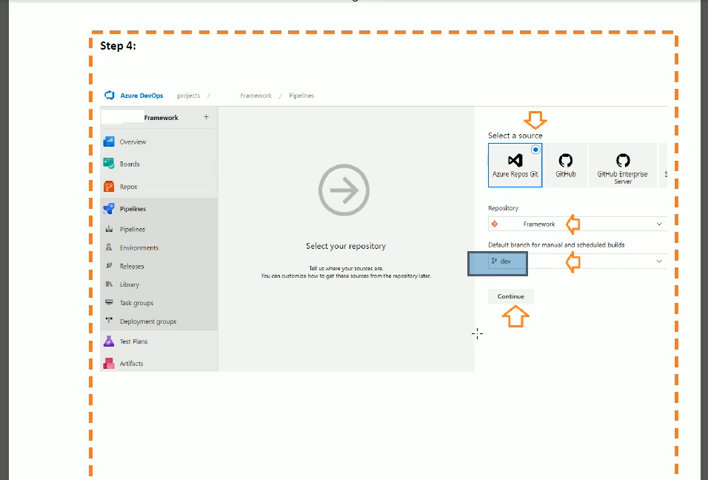 Step 4:
Azure DevOps projects / Framework / Pipelines
Framework +
Overview
Boards
Repos
Pipelines
Pipelines
Environments
Releases
Library
Task groups
Deployment groups
Test Plans
Artifacts
Select your repository
Tell us where your sources are.
You can customize how to get these sources from the repository later.
Select a source
Azure Repos Git
GitHub
GitHub Enterprise
Server
Repository
Framework
Default branch for manual and scheduled builds
dev
Continue